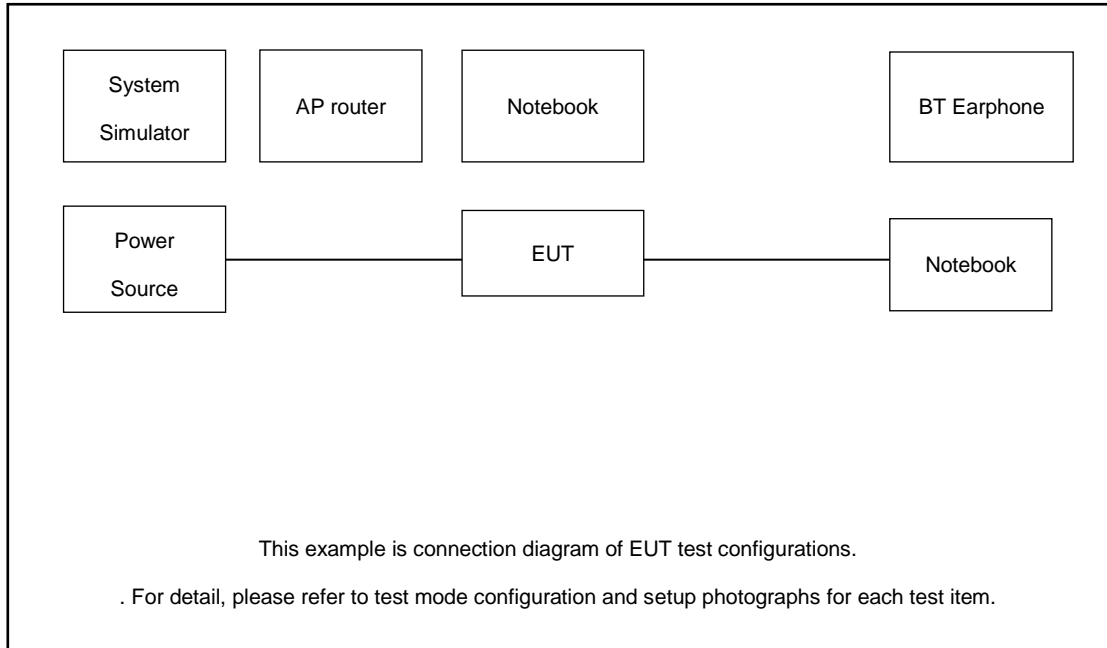 System
Simulator
AP router
Notebook
BT Earphone
Power
Source
EUT
Notebook
This example is connection diagram of EUT test configurations.
. For detail, please refer to test mode configuration and setup photographs for each test item.